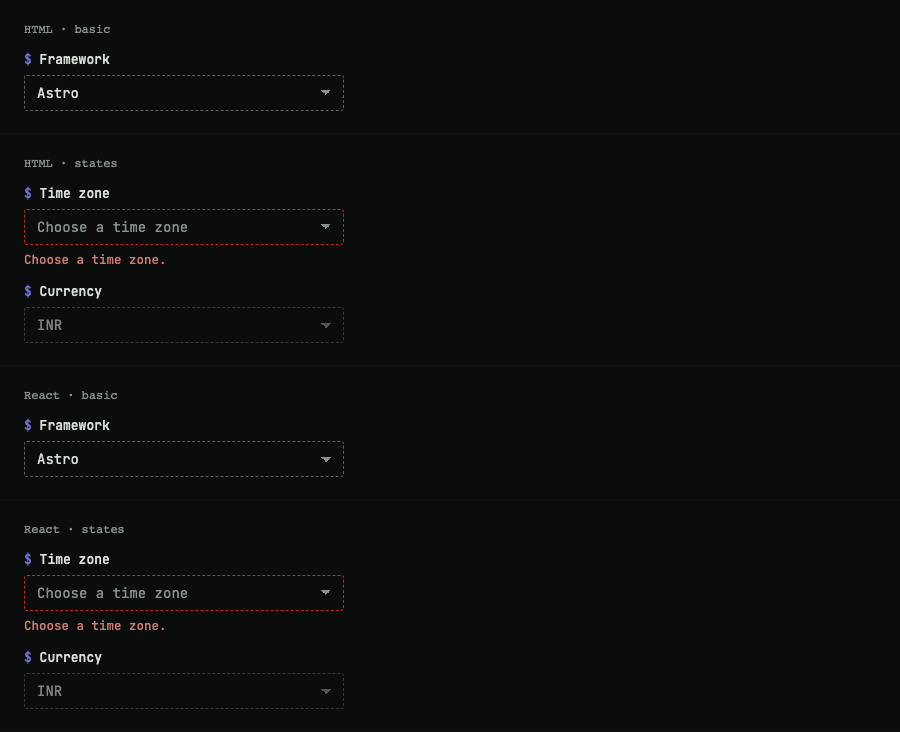 HTML · basic
$ Framework
Astro
HTML · states
$ Time zone
Choose a time zone
Choose a time zone.
$ Currency
INR
React · basic
$ Framework
Astro
React · states
$ Time zone
Choose a time zone
Choose a time zone.
$ Currency
INR